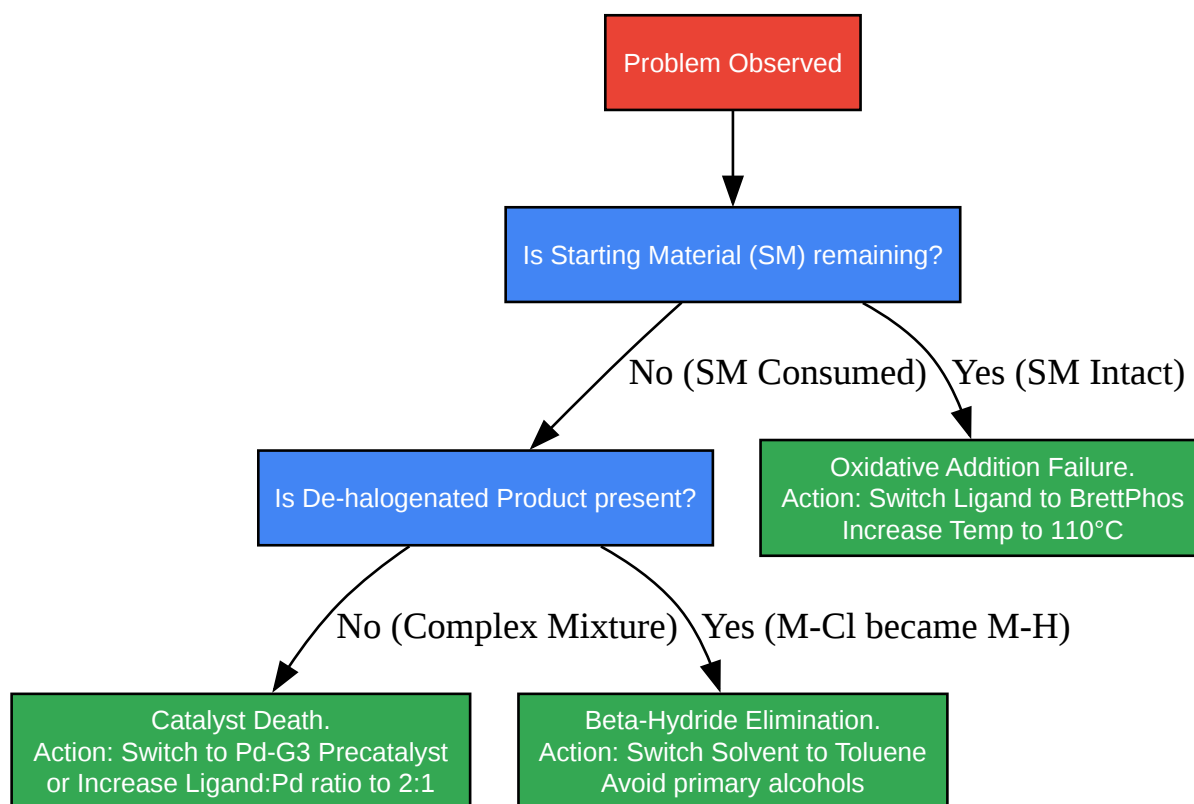 Problem Observed
Is Starting Material (SM) remaining?
No (SM Consumed)
Yes (SM Intact)
Is De-halogenated Product present?
Oxidative Addition Failure.
Action: Switch Ligand to BrettPhos
Increase Temp to 110°C
No (Complex Mixture)
Yes (M-Cl became M-H)
Catalyst Death.
Action: Switch to Pd-G3 Precatalyst
or Increase Ligand:Pd ratio to 2:1
Beta-Hydride Elimination.
Action: Switch Solvent to Toluene
Avoid primary alcohols